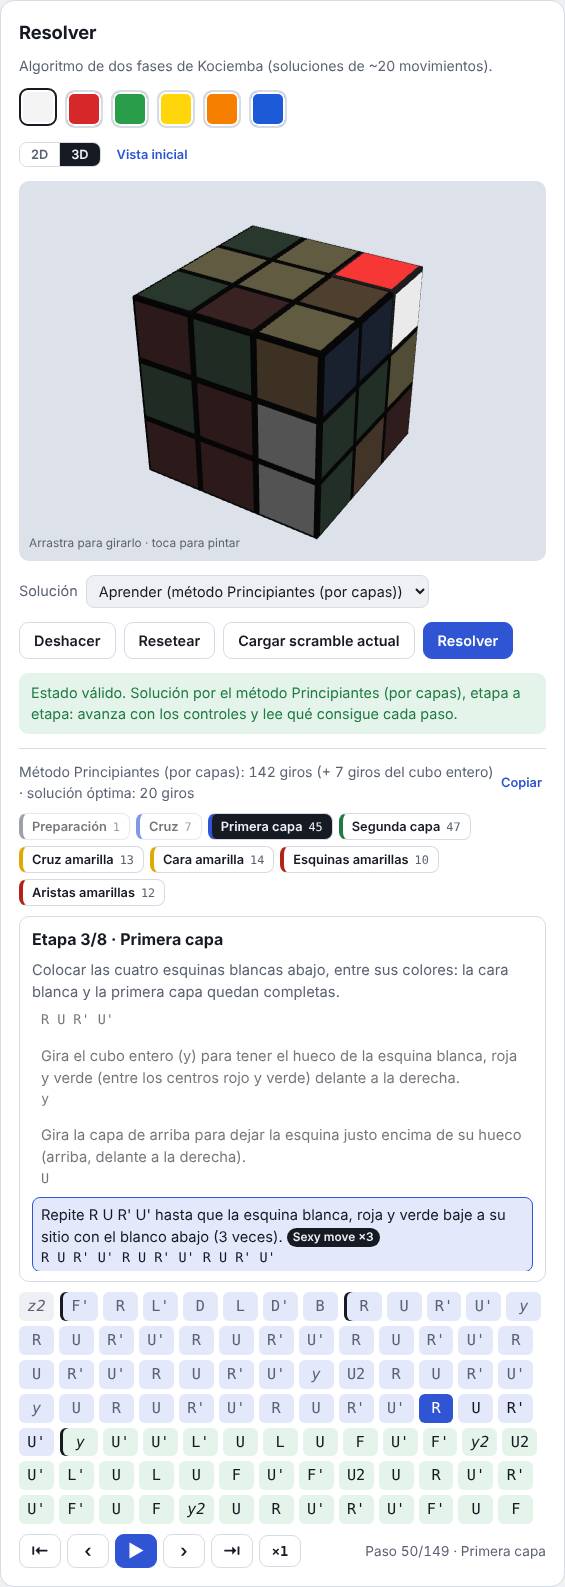 Resolver
Algoritmo de dos fases de Kociemba (soluciones de ~20 movimientos).
2D 3D Vista inicial
Arrastra para girarlo · toca para pintar
Solución Aprender (método Principiantes (por capas))
Deshacer Resetear Cargar scramble actual Resolver
Estado válido. Solución por el método Principiantes (por capas), etapa a
etapa: avanza con los controles y lee qué consigue cada paso.
Método Principiantes (por capas): 142 giros (+ 7 giros del cubo entero)
· solución óptima: 20 giros
Copiar
Preparación 1 Cruz 7 Primera capa 45 Segunda capa 47
Cruz amarilla 13 Cara amarilla 14 Esquinas amarillas 10
Aristas amarillas 12
Etapa 3/8 · Primera capa
Colocar las cuatro esquinas blancas abajo, entre sus colores: la cara
blanca y la primera capa quedan completas.
R U R' U'
Gira el cubo entero (y) para tener el hueco de la esquina blanca, roja
y verde (entre los centros rojo y verde) delante a la derecha.
y
Gira la capa de arriba para dejar la esquina justo encima de su hueco
(arriba, delante a la derecha).
U
Repite R U R' U' hasta que la esquina blanca, roja y verde baje a su
sitio con el blanco abajo (3 veces). Sexy move ×3
R U R' U' R U R' U' R U R' U'
z2 F' R L' D L D' B R U R' U' y
R U R' U' R U R' U' R U R' U' R
U R' U' R U R' U' y U2 R U R' U'
y U R U R' U' R U R' U' R U R'
U' y U' U' L' U L U F U' F' y2 U2
U' L' U L U F U' F' U2 U R U' R'
U' F' U F y2 U R U' R' U' F' U F
×1 Paso 50/149 · Primera capa